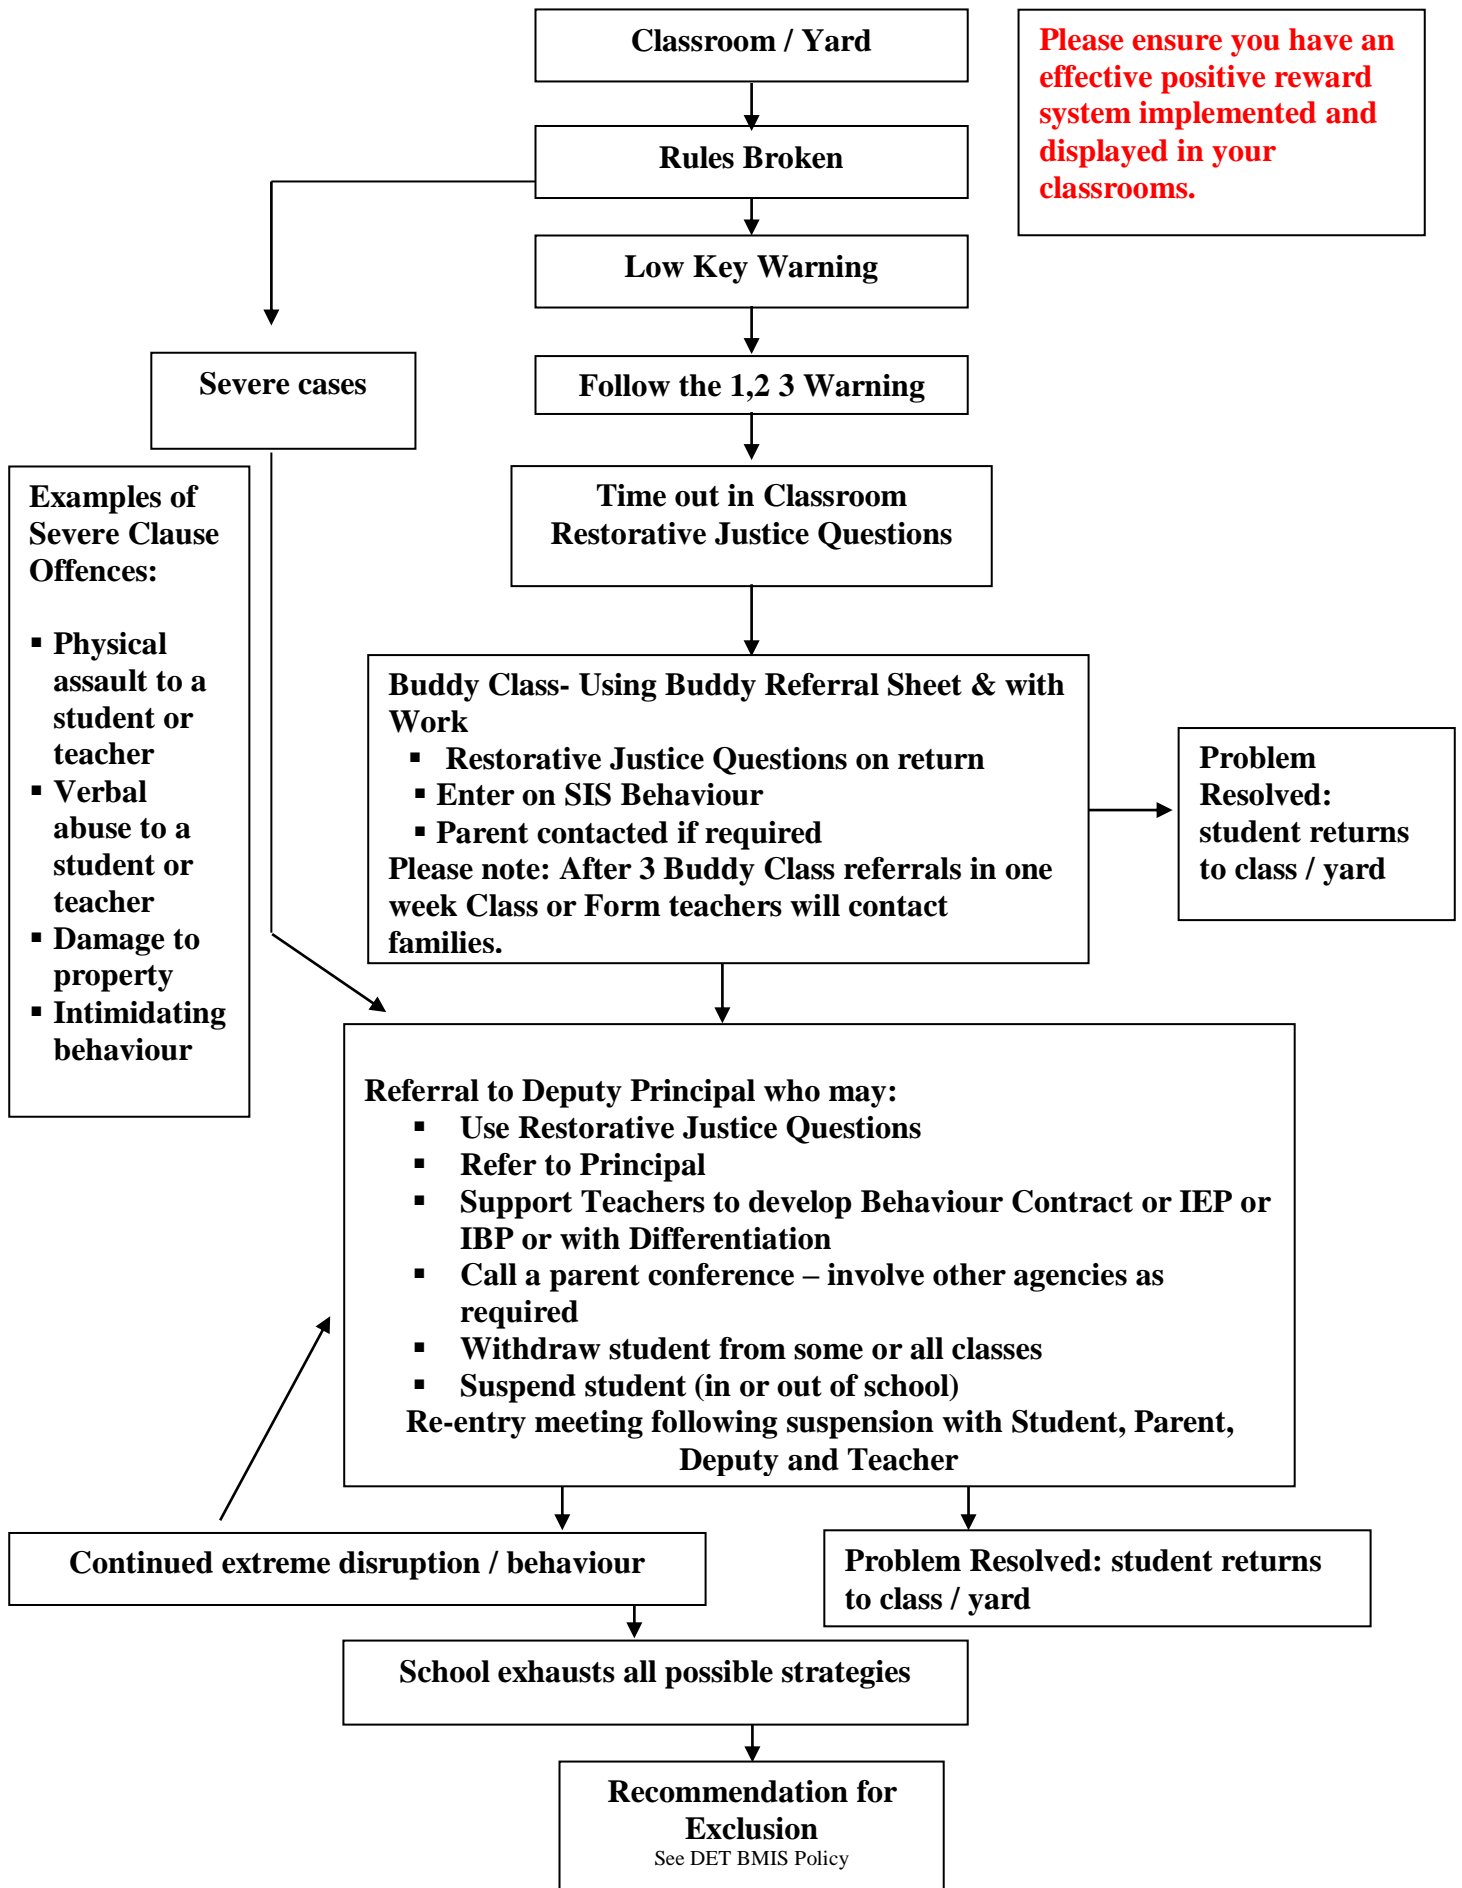 Classroom / Yard
Please ensure you have an
effective positive reward
system implemented and
displayed in your
classrooms.
Rules Broken
Low Key Warning
Severe cases
Follow the 1,2 3 Warning
Examples of
Severe Clause
Offences:
▪ Physical
assault to a
student or
teacher
▪ Verbal
abuse to a
student or
teacher
▪ Damage to
property
▪ Intimidating
behaviour
Time out in Classroom
Restorative Justice Questions
Buddy Class- Using Buddy Referral Sheet & with
Work
▪ Restorative Justice Questions on return
▪ Enter on SIS Behaviour
▪ Parent contacted if required
Please note: After 3 Buddy Class referrals in one
week Class or Form teachers will contact
families.
Problem
Resolved:
student returns
to class / yard
Referral to Deputy Principal who may:
▪ Use Restorative Justice Questions
▪ Refer to Principal
▪ Support Teachers to develop Behaviour Contract or IEP or
IBP or with Differentiation
▪ Call a parent conference – involve other agencies as
required
▪ Withdraw student from some or all classes
▪ Suspend student (in or out of school)
Re-entry meeting following suspension with Student, Parent,
Deputy and Teacher
Continued extreme disruption / behaviour
Problem Resolved: student returns
to class / yard
School exhausts all possible strategies
Recommendation for
Exclusion
See DET BMIS Policy